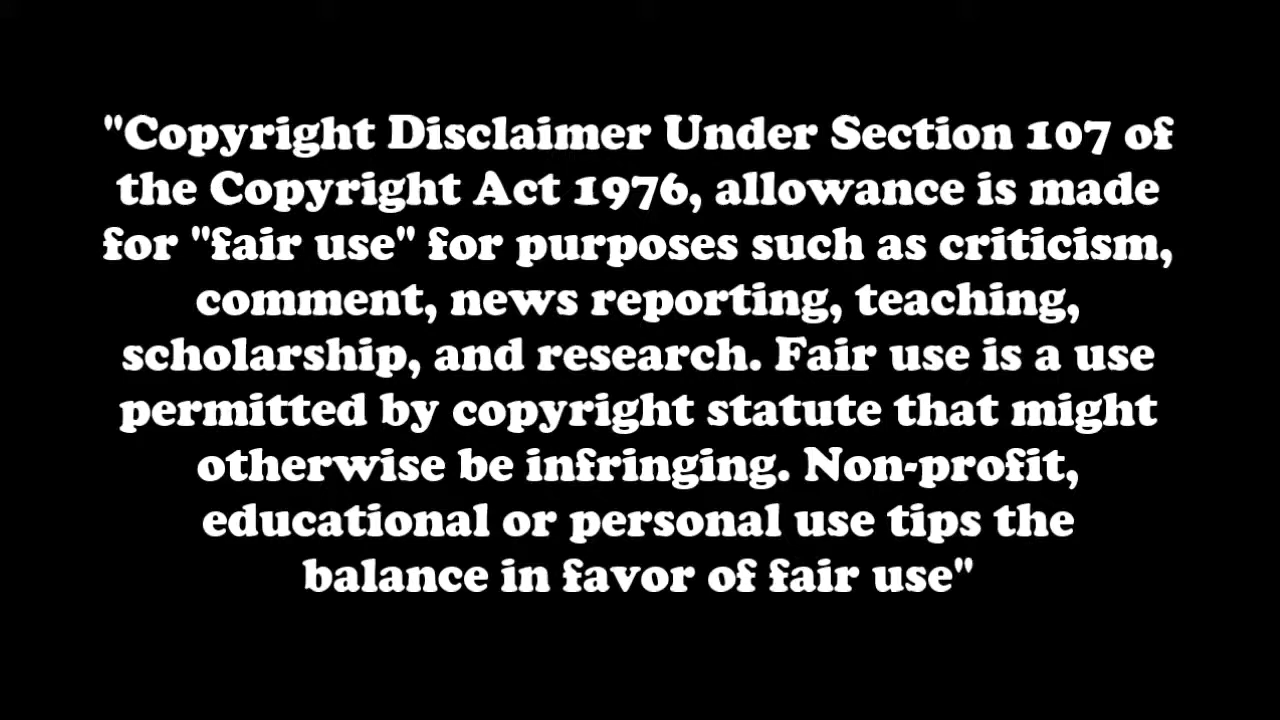 "Copyright Disclaimer Under Section 107 of
the Copyright Act 1976, allowance is made
for "fair use" for purposes such as criticism,
comment, news reporting, teaching,
scholarship, and research. Fair use is a use
permitted by copyright statute that might
otherwise be infringing. Non-profit,
educational or personal use tips the
balance in favor of fair use"